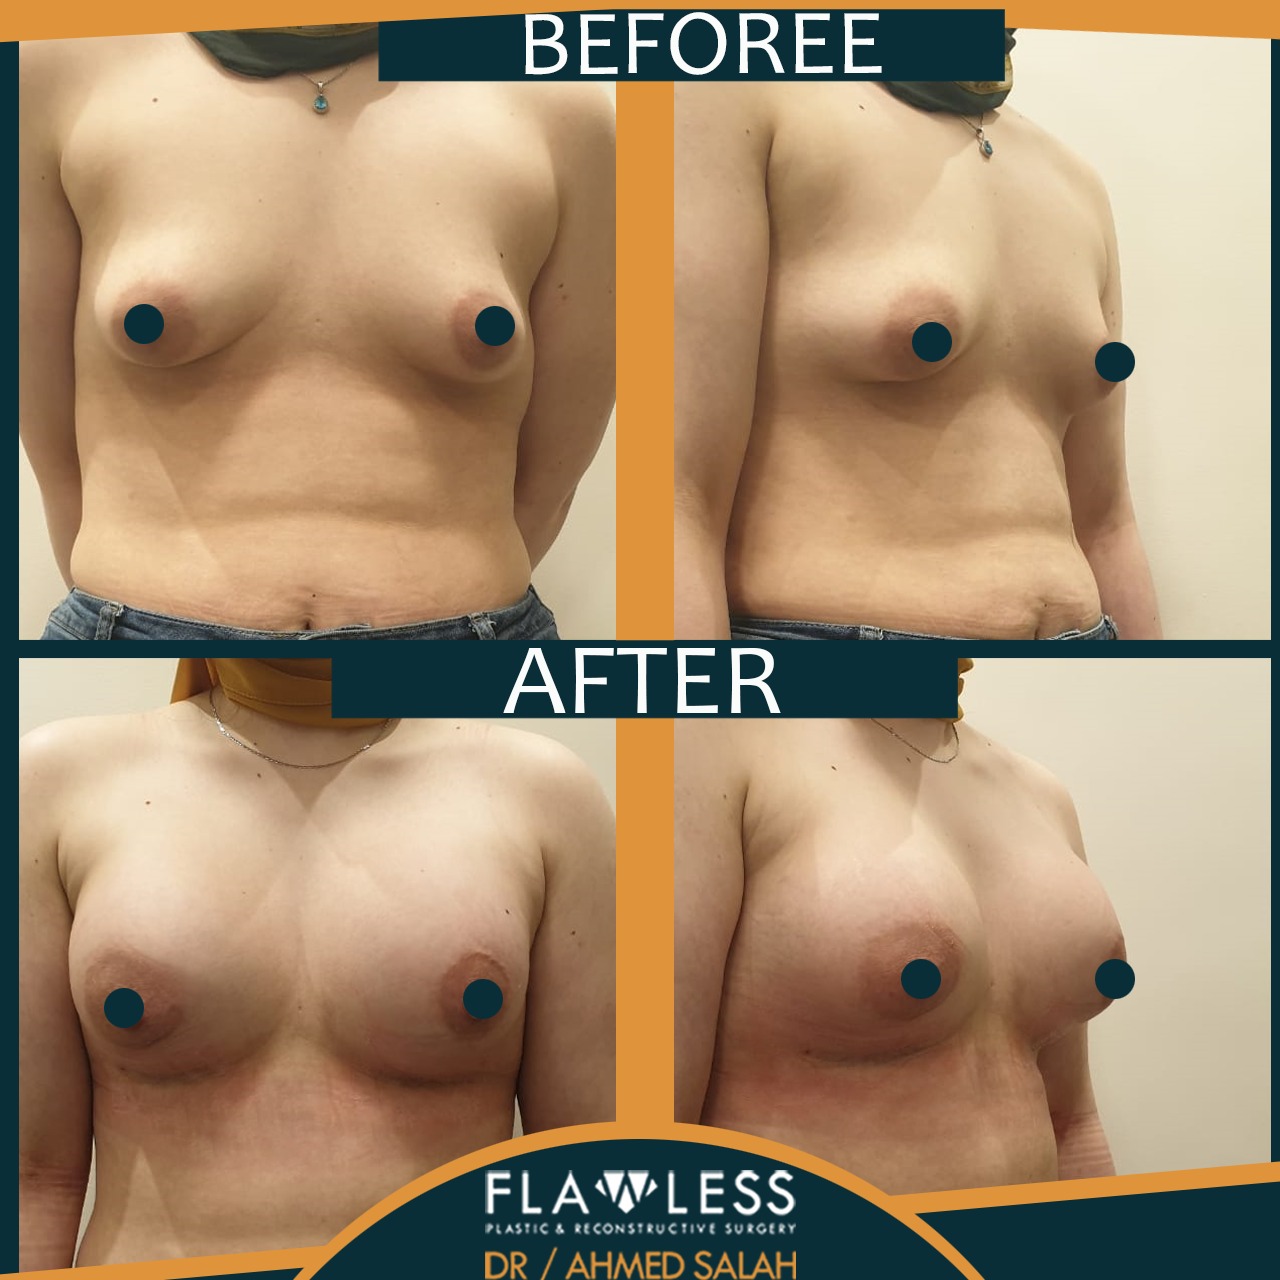 BEFOREE
AFTER
FLAWLESS
PLASTIC & RECONSTRUCTIVE SURGERY
DR / AHMED SALAH